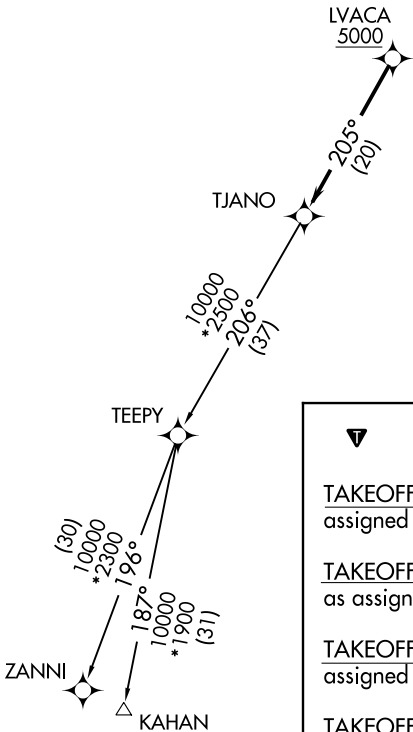 LVACA
5000
205°
(20)
TJANO
10000
*2500
206°
(37)
TEEPY
(30)
10000
*2300
196°
187°
10000
*1900
(31)
ZANNI
KAHAN
T
TAKEOFF
assigned
TAKEOFF
as assign
TAKEOFF
assigned
TAKEOFF